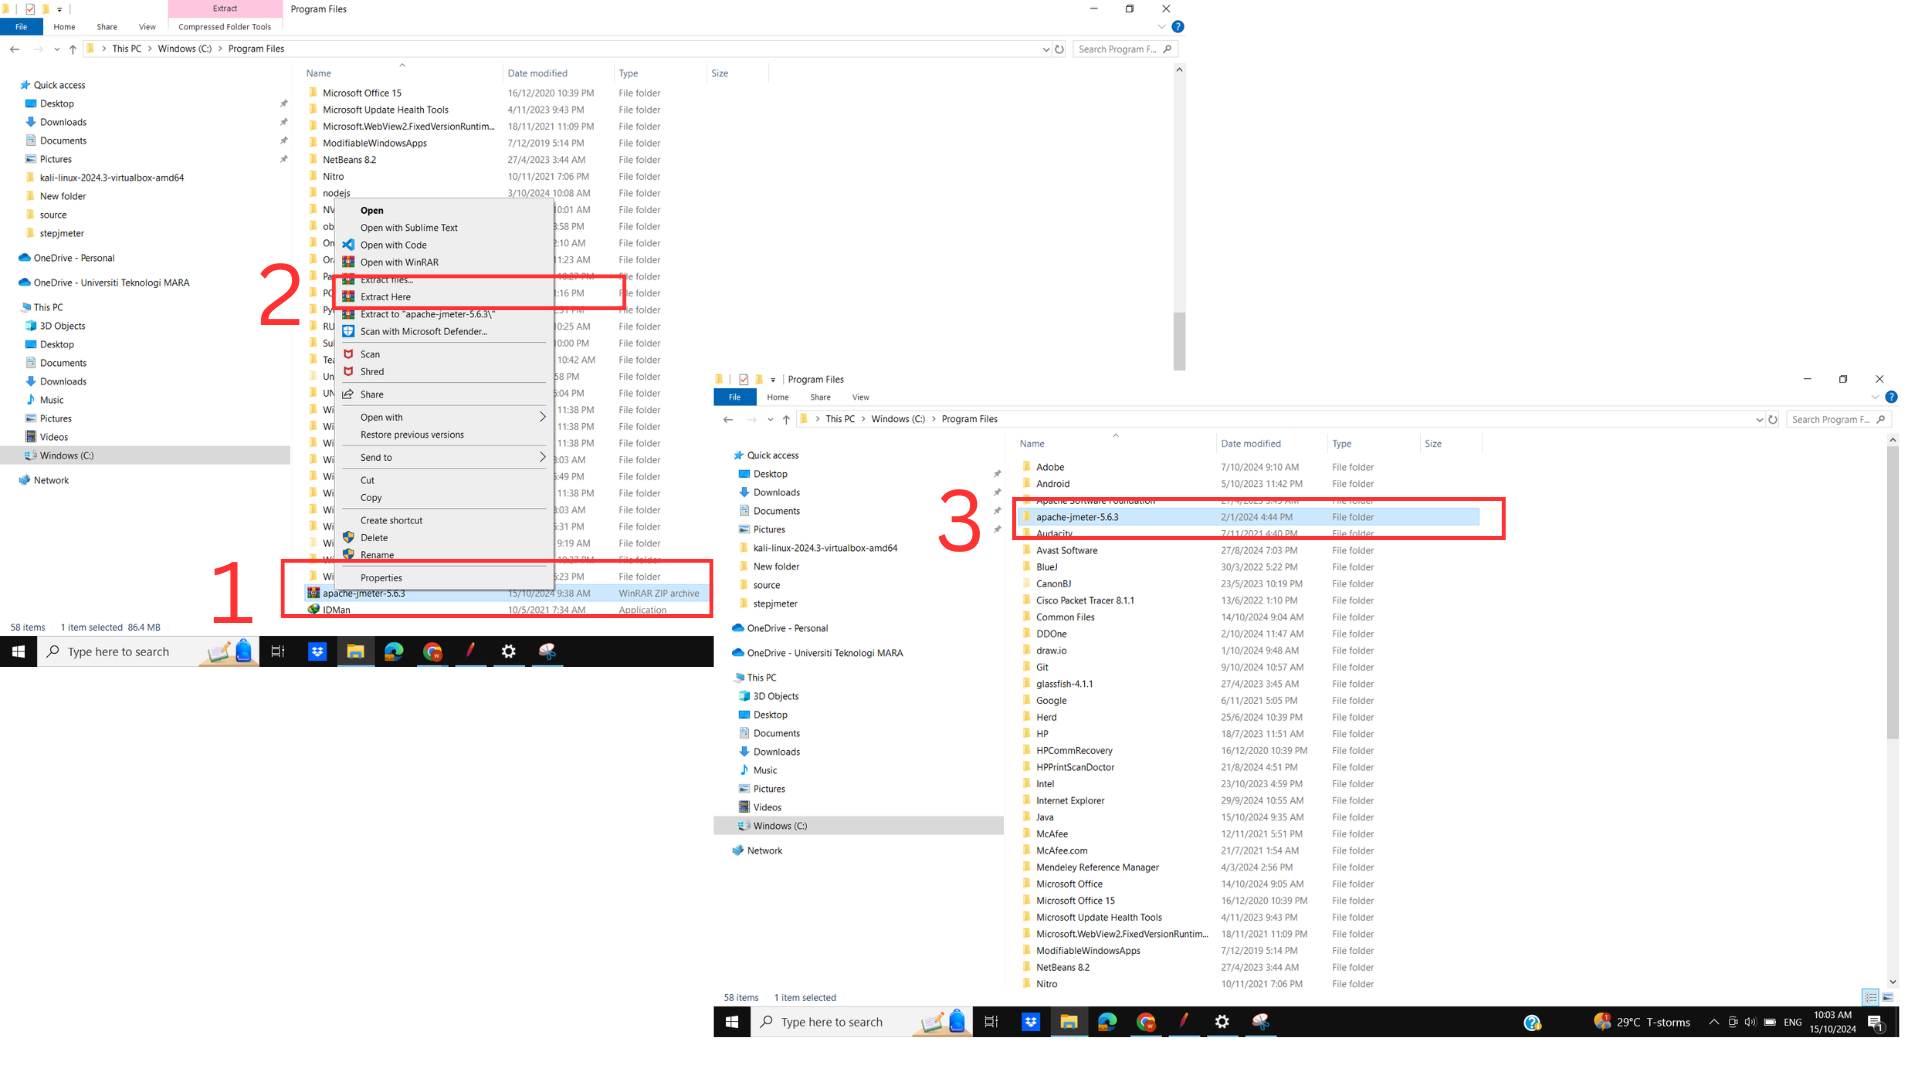 Extract
Program Files
File
Home
Share
View
Compressed Folder Tools
This PC
Windows (C:)
Program Files
Search Program F...
Name
Date modified
Type
Size
Quick access
Desktop
Downloads
Documents
Pictures
kali-linux-2024.3-virtualbox-amd64
New folder
source
stepjmeter
OneDrive - Personal
OneDrive - Universiti Teknologi MARA
This PC
3D Objects
Desktop
Documents
Downloads
Music
Pictures
Videos
Windows (C:)
Network
Microsoft Office 15 16/12/2020 10:39 PM File folder
Microsoft Update Health Tools 4/11/2023 9:43 PM File folder
Microsoft.WebView2.FixedVersionRuntim... 18/11/2021 11:09 PM File folder
ModifiableWindowsApps 7/12/2019 5:14 PM File folder
NetBeans 8.2 27/4/2023 3:44 AM File folder
Nitro 10/11/2021 7:06 PM File folder
nodejs 3/10/2024 10:08 AM File folder
Open
Open with Sublime Text
Open with Code
Open with WinRAR
Extract files...
2
Extract Here
Extract to "apache-jmeter-5.6.3\"
Scan with Microsoft Defender...
Scan
Shred
Share
Open with
Restore previous versions
Send to
Cut
Copy
Create shortcut
Delete
Rename
Properties
1
apache-jmeter-5.6.3 15/10/2024 9:38 AM WinRAR ZIP archive
IDMan 10/5/2021 7:34 AM Application
58 items 1 item selected 86.4 MB
Type here to search
Program Files
File
Home
Share
View
This PC
Windows (C:)
Program Files
Search Program F...
Name
Date modified
Type
Size
Quick access
Desktop
Downloads
Documents
Pictures
kali-linux-2024.3-virtualbox-amd64
New folder
source
stepjmeter
OneDrive - Personal
OneDrive - Universiti Teknologi MARA
This PC
3D Objects
Desktop
Documents
Downloads
Music
Pictures
Videos
Windows (C:)
Network
Adobe 7/10/2024 9:10 AM File folder
Android 5/10/2023 11:42 PM File folder
Apache Software Foundation 27/4/2023 3:45 AM File folder
3
apache-jmeter-5.6.3 2/1/2024 4:44 PM File folder
Audacity 7/11/2021 4:40 PM File folder
Avast Software 27/8/2024 7:03 PM File folder
BlueJ 30/3/2022 5:22 PM File folder
CanonBJ 23/5/2023 10:19 PM File folder
Cisco Packet Tracer 8.1.1 13/6/2022 1:10 PM File folder
Common Files 14/10/2024 9:04 AM File folder
DDOne 2/10/2024 11:47 AM File folder
draw.io 1/10/2024 9:48 AM File folder
Git 9/10/2024 10:57 AM File folder
glassfish-4.1.1 27/4/2023 3:45 AM File folder
Google 6/11/2021 5:05 PM File folder
Herd 25/6/2024 10:39 PM File folder
HP 18/7/2023 11:51 AM File folder
HPCommRecovery 16/12/2020 10:39 PM File folder
HPPrintScanDoctor 21/8/2024 4:51 PM File folder
Intel 23/10/2023 4:59 PM File folder
Internet Explorer 29/9/2024 10:55 AM File folder
Java 15/10/2024 9:35 AM File folder
McAfee 12/11/2021 5:51 PM File folder
McAfee.com 21/7/2021 1:54 AM File folder
Mendeley Reference Manager 4/3/2024 2:56 PM File folder
Microsoft Office 14/10/2024 9:05 AM File folder
Microsoft Office 15 16/12/2020 10:39 PM File folder
Microsoft Update Health Tools 4/11/2023 9:43 PM File folder
Microsoft.WebView2.FixedVersionRuntim... 18/11/2021 11:09 PM File folder
ModifiableWindowsApps 7/12/2019 5:14 PM File folder
NetBeans 8.2 27/4/2023 3:44 AM File folder
Nitro 10/11/2021 7:06 PM File folder
58 items 1 item selected
Type here to search
29°C T-storms
ENG
10:03 AM
15/10/2024
1